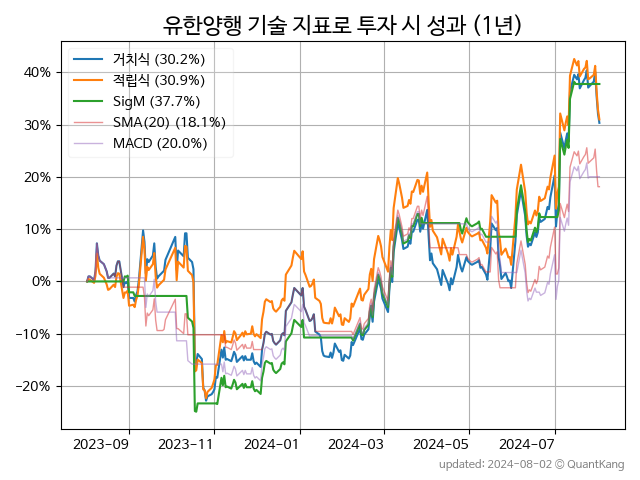 유한양행 기술 지표로 투자 시 성과 (1년)
거치식 (30.2%)
적립식 (30.9%)
SigM (37.7%)
SMA(20) (18.1%)
MACD (20.0%)
40%
30%
20%
10%
0%
−10%
−20%
2023-09 2023-11 2024-01 2024-03 2024-05 2024-07
updated: 2024-08-02 © QuantKang